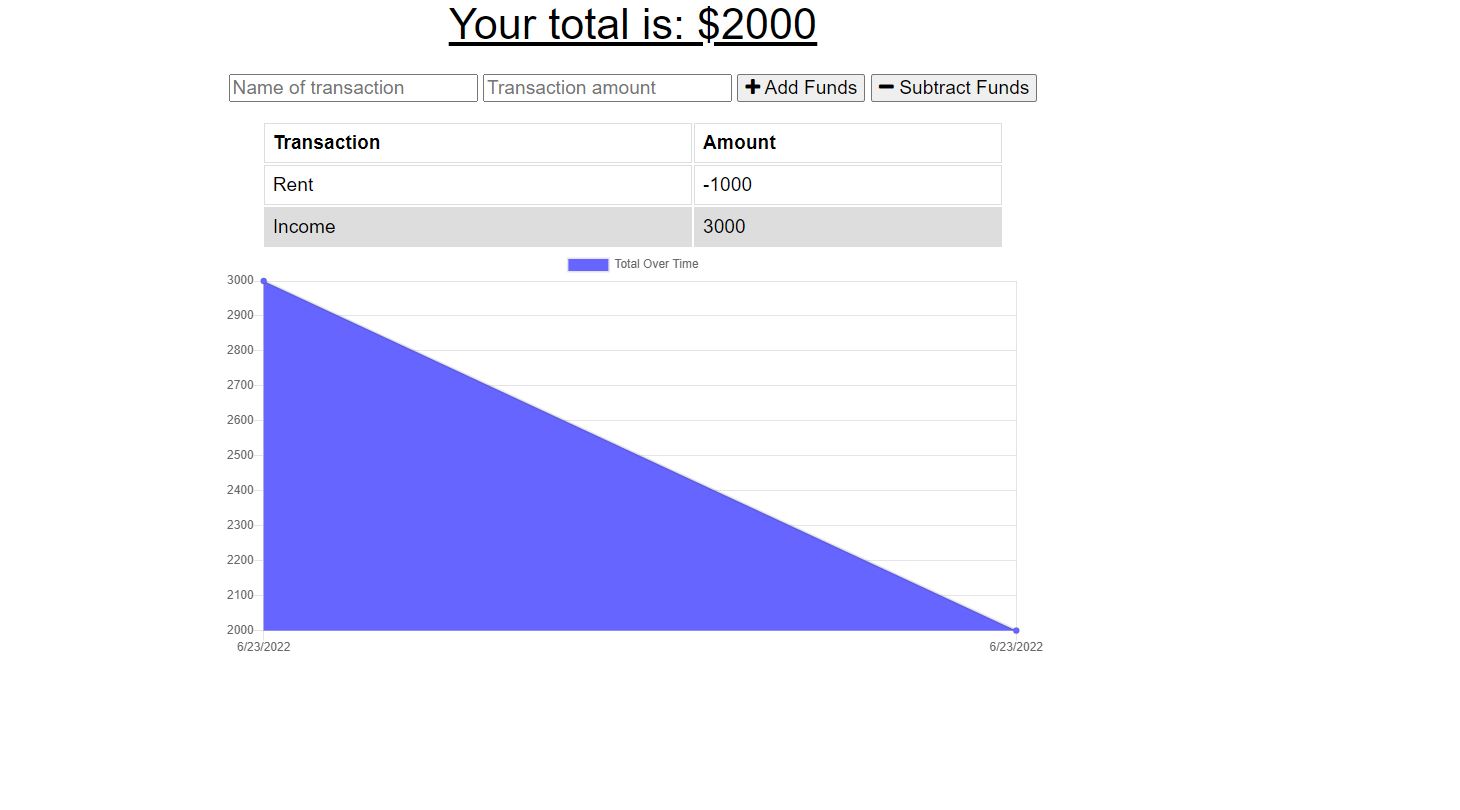 Your total is: $2000
Name of transaction Transaction amount Add Funds Subtract Funds
Transaction Amount
Rent -1000
Income 3000
Total Over Time
3000
2900
2800
2700
2600
2500
2400
2300
2200
2100
2000
6/23/2022 6/23/2022